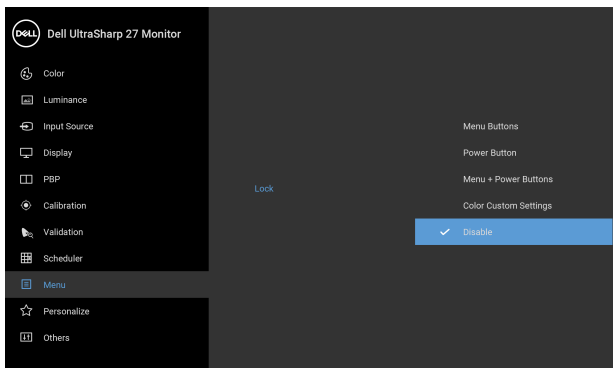 DELL Dell UltraSharp 27 Monitor
Color
Luminance
Input Source
Display
PBP
Calibration
Validation
Scheduler
Menu
Personalize
Others
Lock
Menu Buttons
Power Button
Menu + Power Buttons
Color Custom Settings
Disable